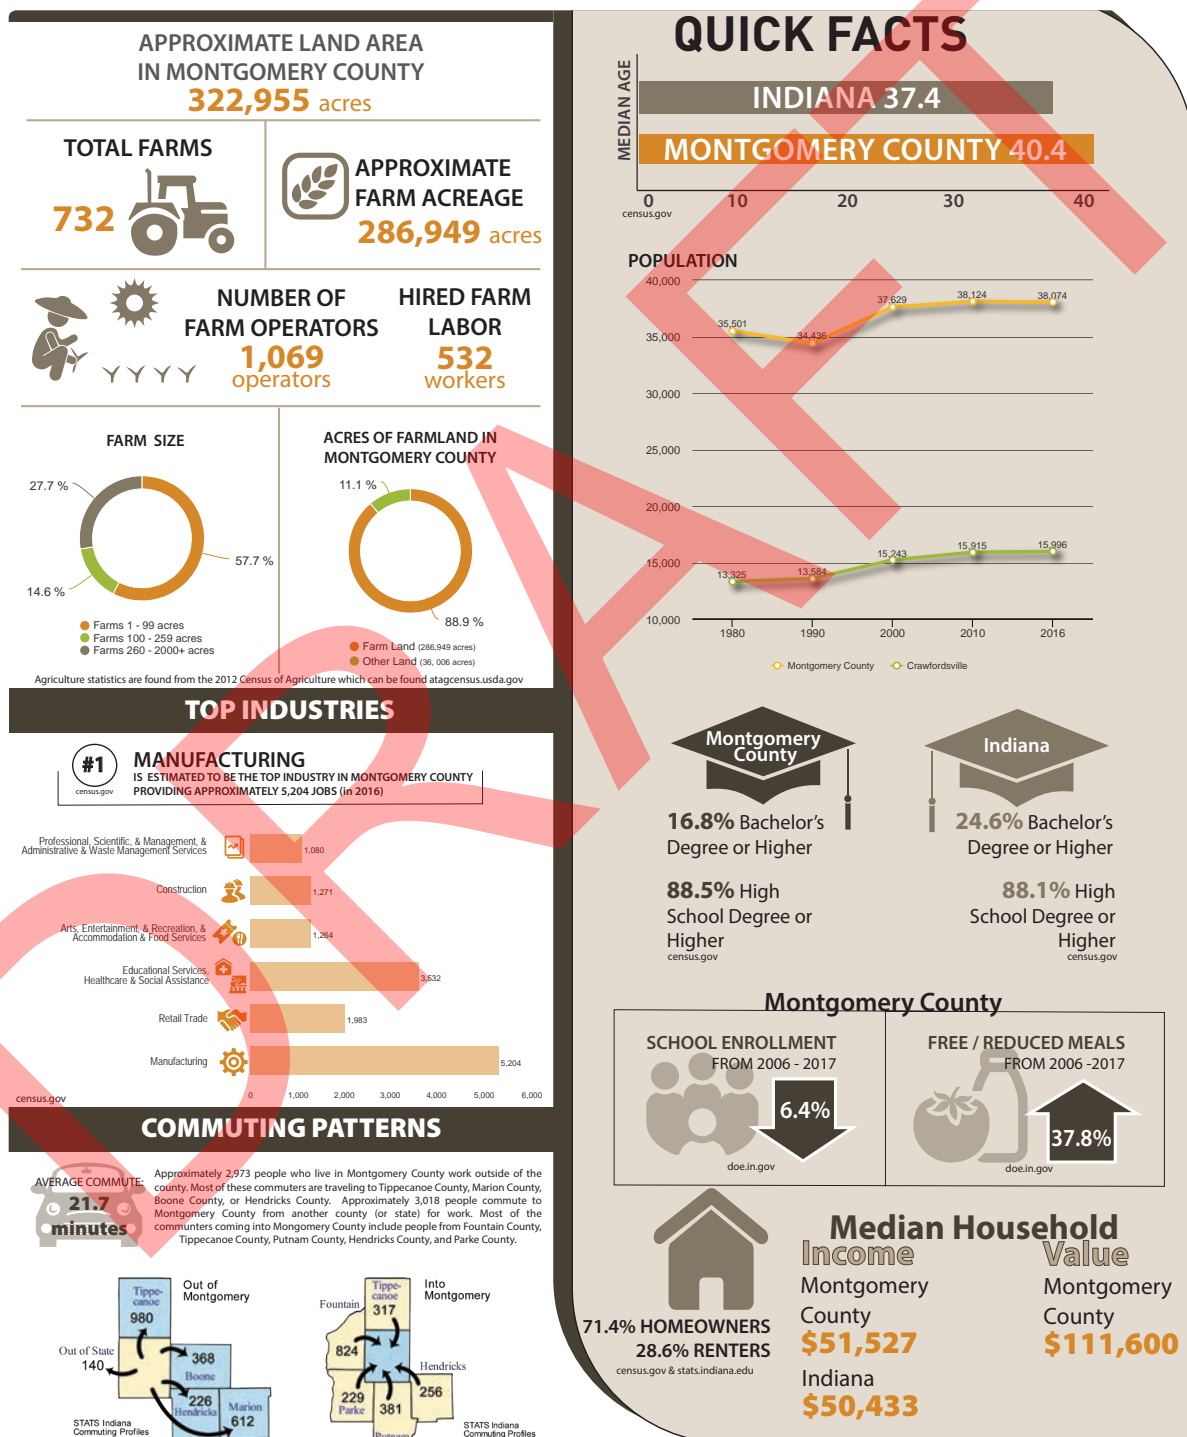 APPROXIMATE LAND AREA
IN MONTGOMERY COUNTY
322,955 acres
TOTAL FARMS
732
APPROXIMATE
FARM ACREAGE
286,949 acres
NUMBER OF
FARM OPERATORS
1,069
operators
HIRED FARM
LABOR
532
workers
FARM SIZE
27.7 %
57.7 %
14.6 %
Farms 1 - 99 acres
Farms 100 - 259 acres
Farms 260 - 2000+ acres
ACRES OF FARMLAND IN
MONTGOMERY COUNTY
11.1 %
88.9 %
Farm Land (286,949 acres)
Other Land (36, 006 acres)
Agriculture statistics are found from the 2012 Census of Agriculture which can be found atagcensus.usda.gov
TOP INDUSTRIES
#1
census.gov
MANUFACTURING
IS ESTIMATED TO BE THE TOP INDUSTRY IN MONTGOMERY COUNTY
PROVIDING APPROXIMATELY 5,204 JOBS (in 2016)
Professional, Scientific, & Management, &
Administrative & Waste Management Services
1,080
Construction
1,271
Arts, Entertainment, & Recreation, &
Accommodation & Food Services
1,264
Educational Services,
Healthcare & Social Assistance
3,532
Retail Trade
1,983
Manufacturing
5,204
0 1,000 2,000 3,000 4,000 5,000 6,000
census.gov
COMMUTING PATTERNS
AVERAGE COMMUTE:
21.7
minutes
Approximately 2,973 people who live in Montgomery County work outside of the
county. Most of these commuters are traveling to Tippecanoe County, Marion County,
Boone County, or Hendricks County. Approximately 3,018 people commute to
Montgomery County from another county (or state) for work. Most of the
communters coming into Mongomery County include people from Fountain County,
Tippecanoe County, Putnam County, Hendricks County, and Parke County.
Out of
Montgomery
Tippe-
canoe
980
Out of State
140
368
Boone
226
Hendricks
Marion
612
STATS Indiana
Commuting Profiles
Into
Montgomery
Tippe-
canoe
317
Fountain
824
Hendricks
256
229
Parke
381
Putnam
STATS Indiana
Commuting Profiles
QUICK FACTS
MEDIAN AGE
INDIANA 37.4
MONTGOMERY COUNTY 40.4
0 10 20 30 40
census.gov
POPULATION
40,000
35,000
30,000
25,000
20,000
15,000
10,000
35,501
34,436
37,629
38,124
38,074
13,325
13,584
15,243
15,915
15,996
1980 1990 2000 2010 2016
Montgomery County Crawfordsville
Montgomery
County
16.8% Bachelor's
Degree or Higher
88.5% High
School Degree or
Higher
census.gov
Indiana
24.6% Bachelor's
Degree or Higher
88.1% High
School Degree or
Higher
census.gov
Montgomery County
SCHOOL ENROLLMENT
FROM 2006 - 2017
6.4%
doe.in.gov
FREE / REDUCED MEALS
FROM 2006 -2017
37.8%
doe.in.gov
71.4% HOMEOWNERS
28.6% RENTERS
census.gov & stats.indiana.edu
Median Household
Income
Montgomery
County
$51,527
Indiana
$50,433
Value
Montgomery
County
$111,600
DRAFT